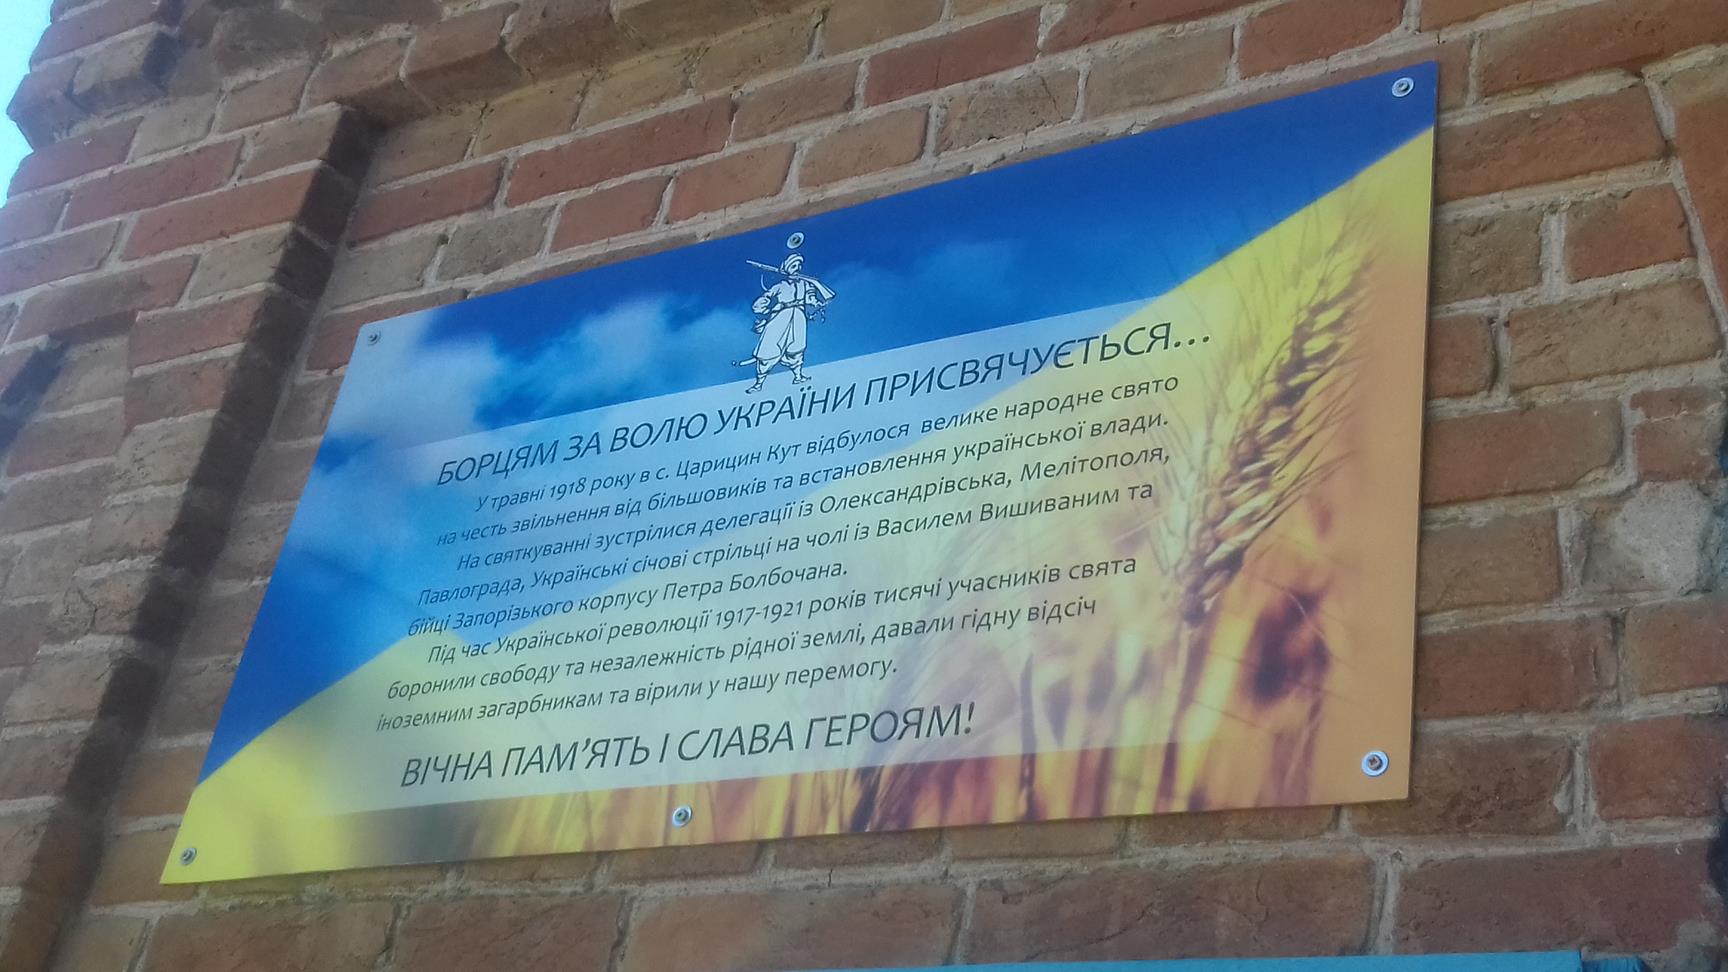 БОРЦЯМ ЗА ВОЛЮ УКРАЇНИ ПРИСВЯЧУЄТЬСЯ...
У травні 1918 року в с. Царицин Кут відбулося велике народне свято
на честь звільнення від більшовиків та встановлення української влади.
На святкуванні зустрілися делегації із Олександрівська, Мелітополя,
Павлограда, Українські січові стрільці на чолі із Василем Вишиваним та
бійці Запорізького корпусу Петра Болбочана.
Під час Української революції 1917-1921 років тисячі учасників свята
боронили свободу та незалежність рідної землі, давали гідну відсіч
іноземним загарбникам та вірили у нашу перемогу.
ВІЧНА ПАМ'ЯТЬ І СЛАВА ГЕРОЯМ!